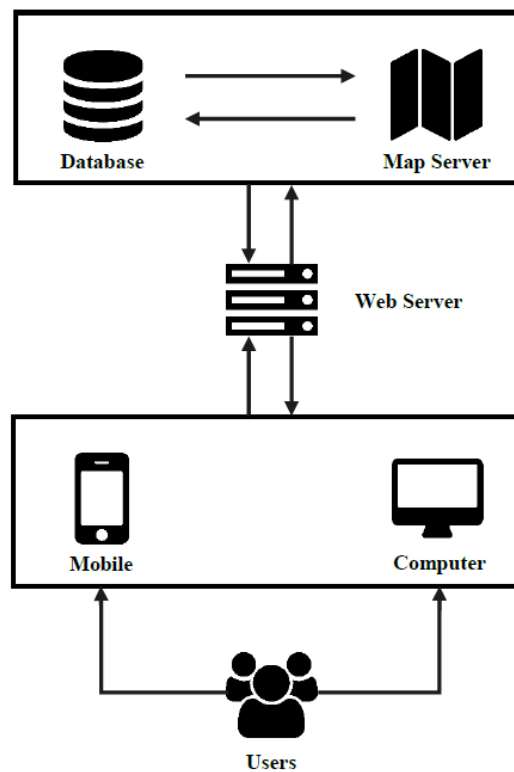 Database
Map Server
Web Server
Mobile
Computer
Users